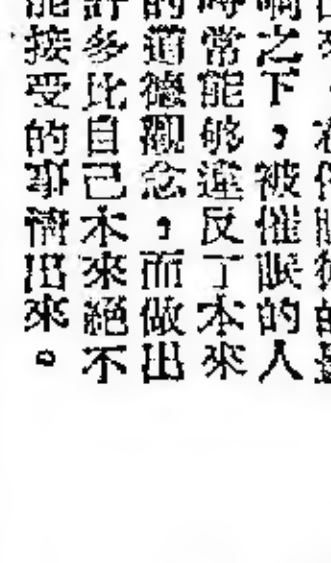 之下，被催眠的人
時常能够違反了本來
的道德觀念，而做出
許多比自己本來絕不
能接受的事情出來。